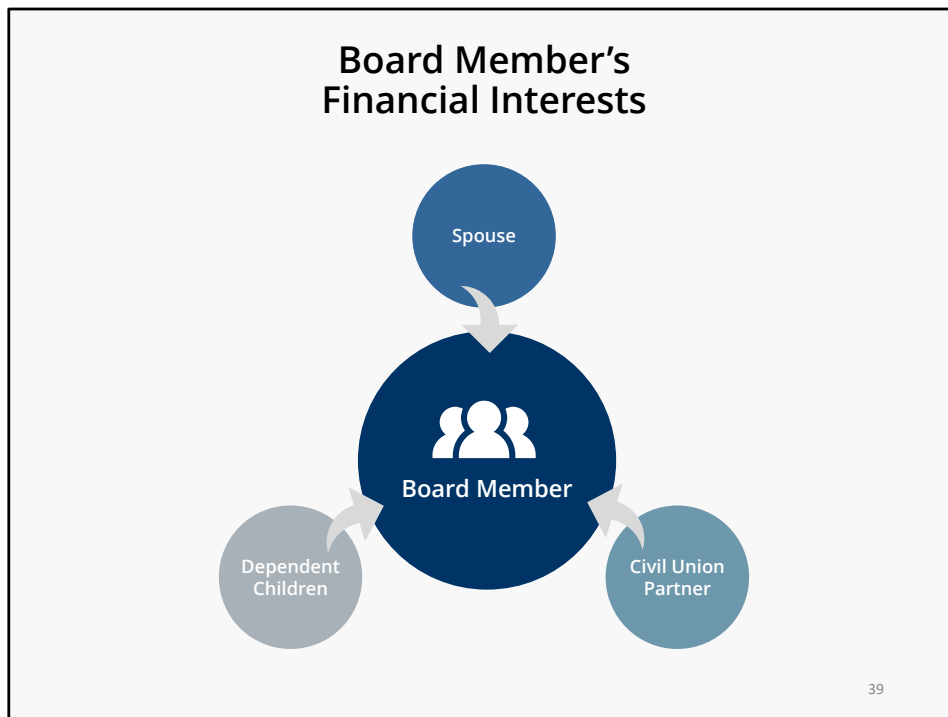 Board Member’s
Financial Interests
Spouse
Board Member
Dependent
Children
Civil Union
Partner
39